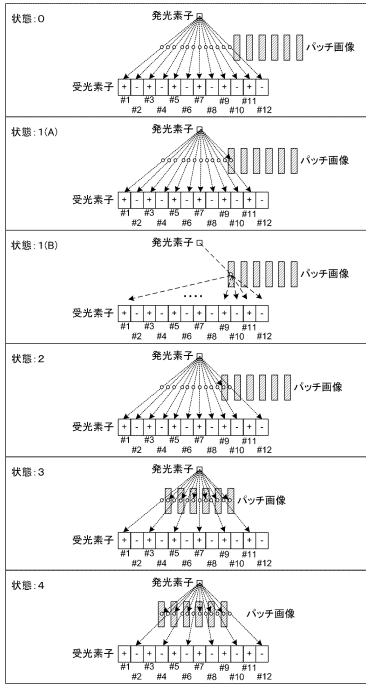 状態:0
発光素子
パッチ画像
受光素子 + - + - + - + - + - + -
#1 #3 #5 #7 #9 #11
#2 #4 #6 #8 #10 #12
状態:1(A)
発光素子
パッチ画像
受光素子 + - + - + - + - + - + -
#1 #3 #5 #7 #9 #11
#2 #4 #6 #8 #10 #12
状態:1(B)
発光素子
パッチ画像
受光素子 + - + - + - + - + - + -
#1 #3 #5 #7 #9 #11
#2 #4 #6 #8 #10 #12
状態:2
発光素子
パッチ画像
受光素子 + - + - + - + - + - + -
#1 #3 #5 #7 #9 #11
#2 #4 #6 #8 #10 #12
状態:3
発光素子
パッチ画像
受光素子 + - + - + - + - + - + -
#1 #3 #5 #7 #9 #11
#2 #4 #6 #8 #10 #12
状態:4
発光素子
パッチ画像
受光素子 + - + - + - + - + - + -
#1 #3 #5 #7 #9 #11
#2 #4 #6 #8 #10 #12